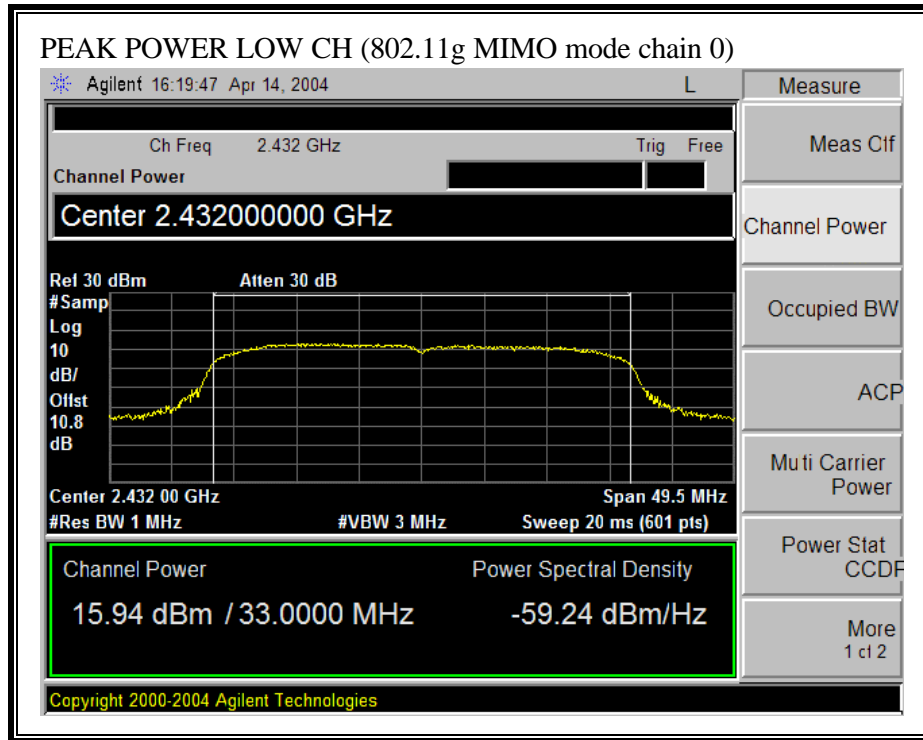 PEAK POWER LOW CH (802.11g MIMO mode chain 0)
Agilent 16:19:47 Apr 14, 2004 L
Measure
Ch Freq 2.432 GHz Trig Free
Meas Off
Channel Power
Center 2.432000000 GHz
Channel Power
Ref 30 dBm Atten 30 dB
#Samp
Log
10
dB/
Offst
10.8
dB
Occupied BW
ACP
Center 2.432 00 GHz Span 49.5 MHz
#Res BW 1 MHz #VBW 3 MHz Sweep 20 ms (601 pts)
Muti Carrier
Power
Channel Power Power Spectral Density
15.94 dBm / 33.0000 MHz -59.24 dBm/Hz
Power Stat
CCDF
More
1 of 2
Copyright 2000-2004 Agilent Technologies